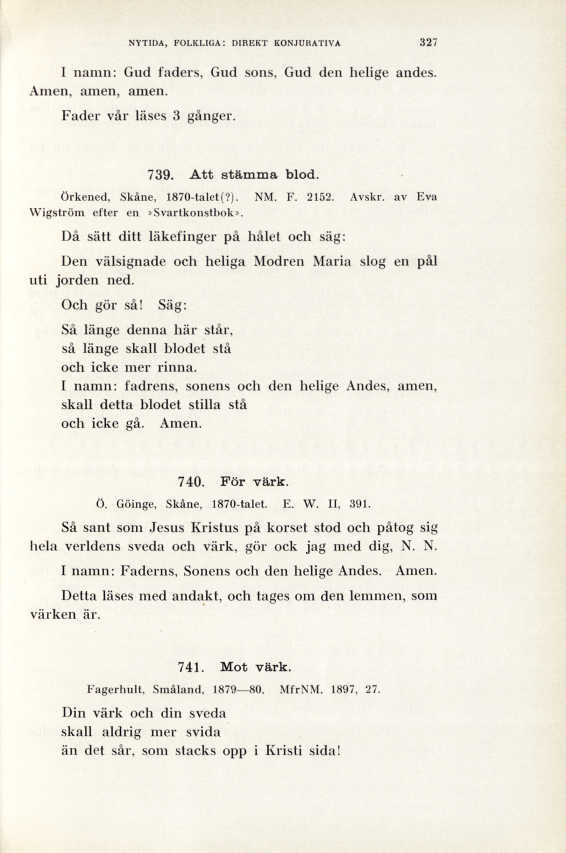 NYTIDA, FOLKLIGA: DIREKT KONJURATIVA 327
I namn: Gud faders, Gud sons, Gud den helige andes.
Amen, amen, amen.
Fader vår läses 3 gånger.
739. Att stämma blod.
Örkened, Skåne, 1870-talet(?). NM. F. 2152. Avskr. av Eva
Wigström efter en »Svartkonstbok».
Då sätt ditt läkefinger på hålet och säg:
Den välsignade och heliga Modren Maria slog en pål
uti jorden ned.
Och gör så! Säg:
Så länge denna här står,
så länge skall blodet stå
och icke mer rinna.
I namn: fadrens, sonens och den helige Andes, amen,
skall detta blodet stilla stå
och icke gå. Amen.
740. För värk.
Ö. Göinge, Skåne, 1870-talet. E. W. II, 391.
Så sant som Jesus Kristus på korset stod och påtog sig
hela verldens sveda och värk, gör ock jag med dig, N. N.
I namn: Faderns, Sonens och den helige Andes. Amen.
Detta läses med andakt, och tages om den lemmen, som
värken är.
741. Mot värk.
Fagerhult, Småland, 1879—80. MfrNM. 1897, 27.
Din värk och din sveda
skall aldrig mer svida
än det sår, som stacks opp i Kristi sida!